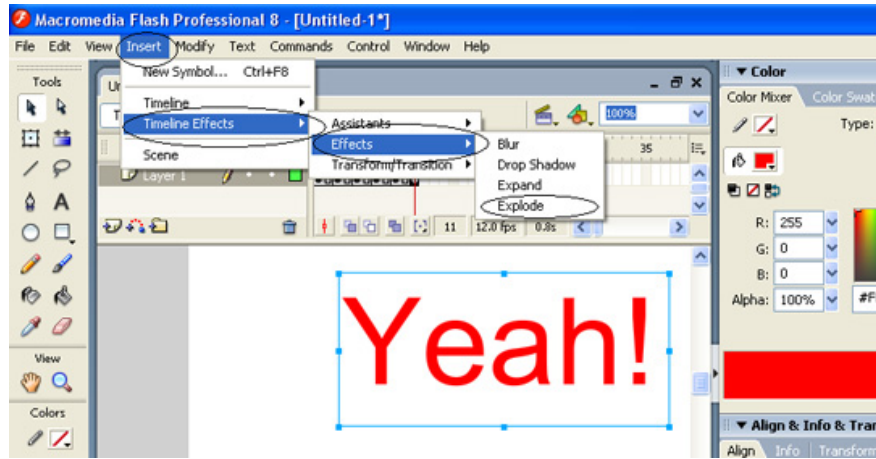 Macromedia Flash Professional 8 - [Untitled-1*]
File Edit View Insert Modify Text Commands Control Window Help
Tools
View
Colors
New Symbol... Ctrl+F8
Timeline
Timeline Effects
Scene
Assistants
Effects
Transform/Transition
Blur
Drop Shadow
Expand
Explode
100%
35
Layer 1
11 12.0 fps 0.8s
Yeah!
Color
Color Mixer Color Swat
Type:
R: 255
G: 0
B: 0
Alpha: 100% #F
Align & Info & Tran
Align Info Transform